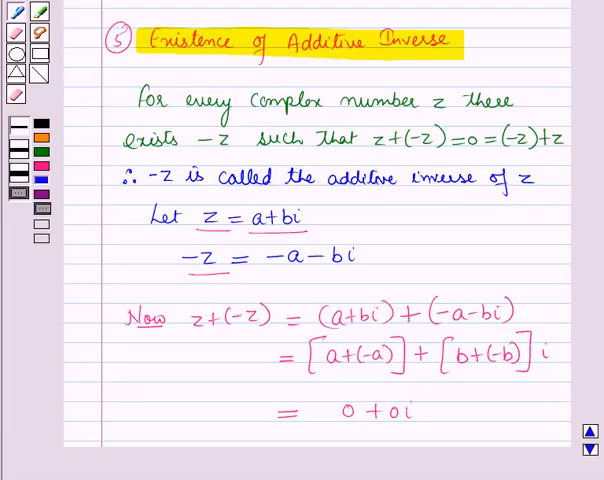 ⑤ Existence of Additive Inverse
For every complex number z there
exists -z such that z+(-z)=0=(-z)+z
∴ -z is called the additive inverse of z
Let z = a+bi
-z = -a-bi
Now z+(-z) = (a+bi)+(-a-bi)
= [a+(-a)] + [b+(-b)] i
= 0 + 0i